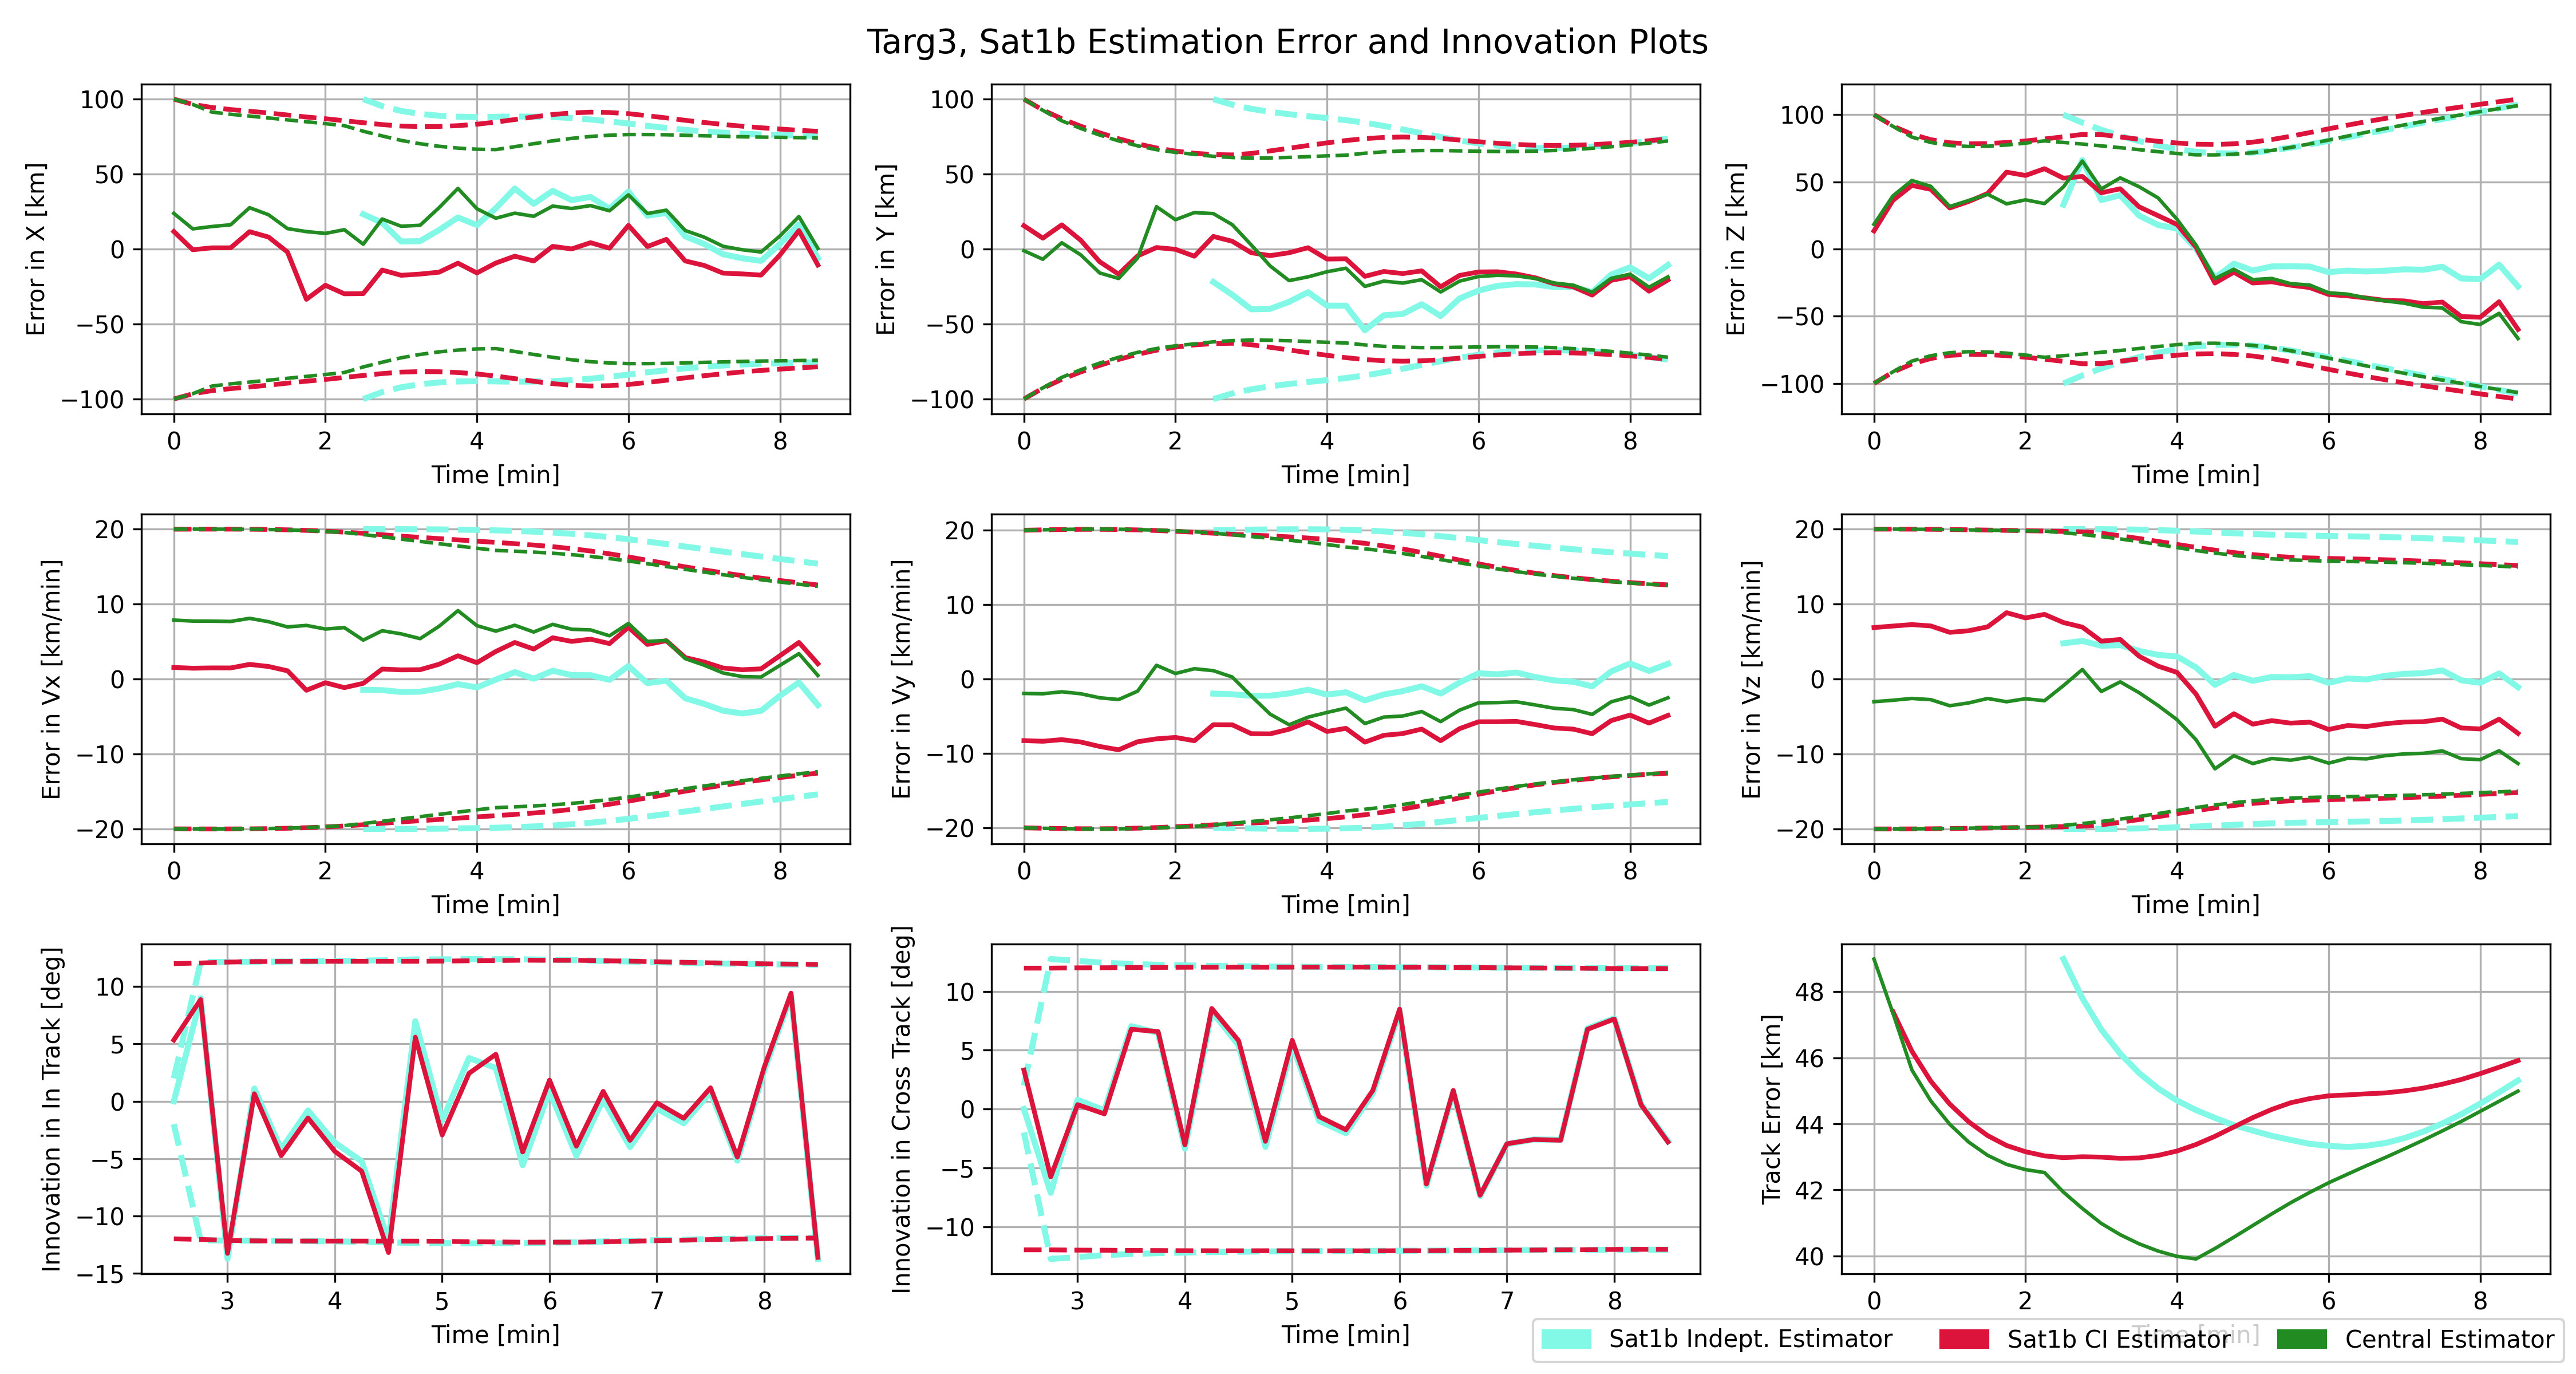 Targ3, Sat1b Estimation Error and Innovation Plots
Error in X [km]
100
50
0
−50
−100
0 2 4 6 8
Time [min]
Error in Y [km]
100
50
0
−50
−100
0 2 4 6 8
Time [min]
Error in Z [km]
100
50
0
−50
−100
0 2 4 6 8
Time [min]
Error in Vx [km/min]
20
10
0
−10
−20
0 2 4 6 8
Time [min]
Error in Vy [km/min]
20
10
0
−10
−20
0 2 4 6 8
Time [min]
Error in Vz [km/min]
20
10
0
−10
−20
0 2 4 6 8
Time [min]
Innovation in In Track [deg]
10
5
0
−5
−10
−15
3 4 5 6 7 8
Time [min]
Innovation in Cross Track [deg]
10
5
0
−5
−10
3 4 5 6 7 8
Time [min]
Track Error [km]
48
46
44
42
40
0 2 4 6 8
Time [min]
Sat1b Indept. Estimator
Sat1b CI Estimator
Central Estimator